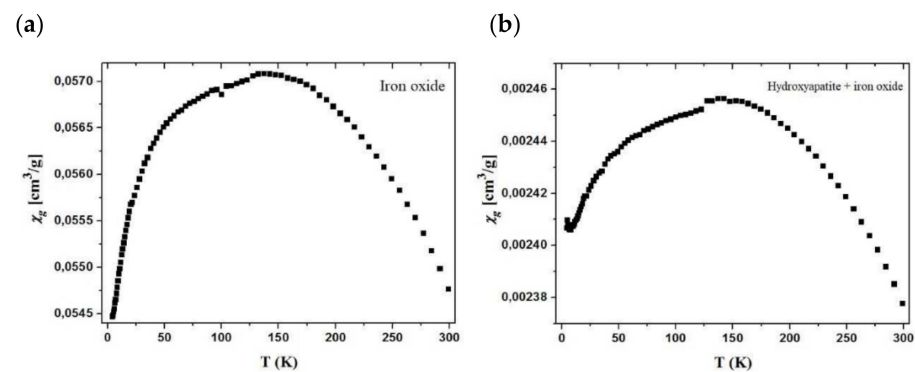 (a)
Iron oxide
χg [cm³/g]
0,0570
0,0565
0,0560
0,0555
0,0550
0,0545
0 50 100 150 200 250 300
T (K)
(b)
Hydroxyapatite + iron oxide
χg [cm³/g]
0,00246
0,00244
0,00242
0,00240
0,00238
0 50 100 150 200 250 300
T (K)